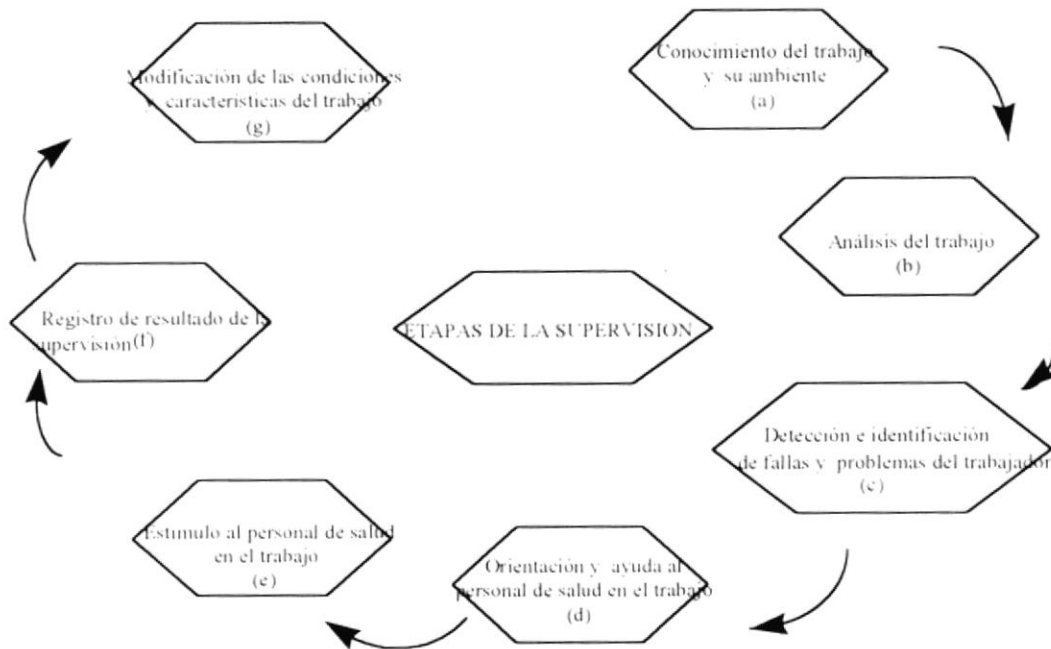 Modificación de las condiciones
y características del trabajo
(g)
Conocimiento del trabajo
y su ambiente
(a)
Análisis del trabajo
(b)
Registro de resultado de la
upervisión(f)
ETAPAS DE LA SUPERVISION
Detección e identificación
de fallas y problemas del trabajador
(c)
Estímulo al personal de salud
en el trabajo
(e)
Orientación y ayuda al
personal de salud en el trabajo
(d)